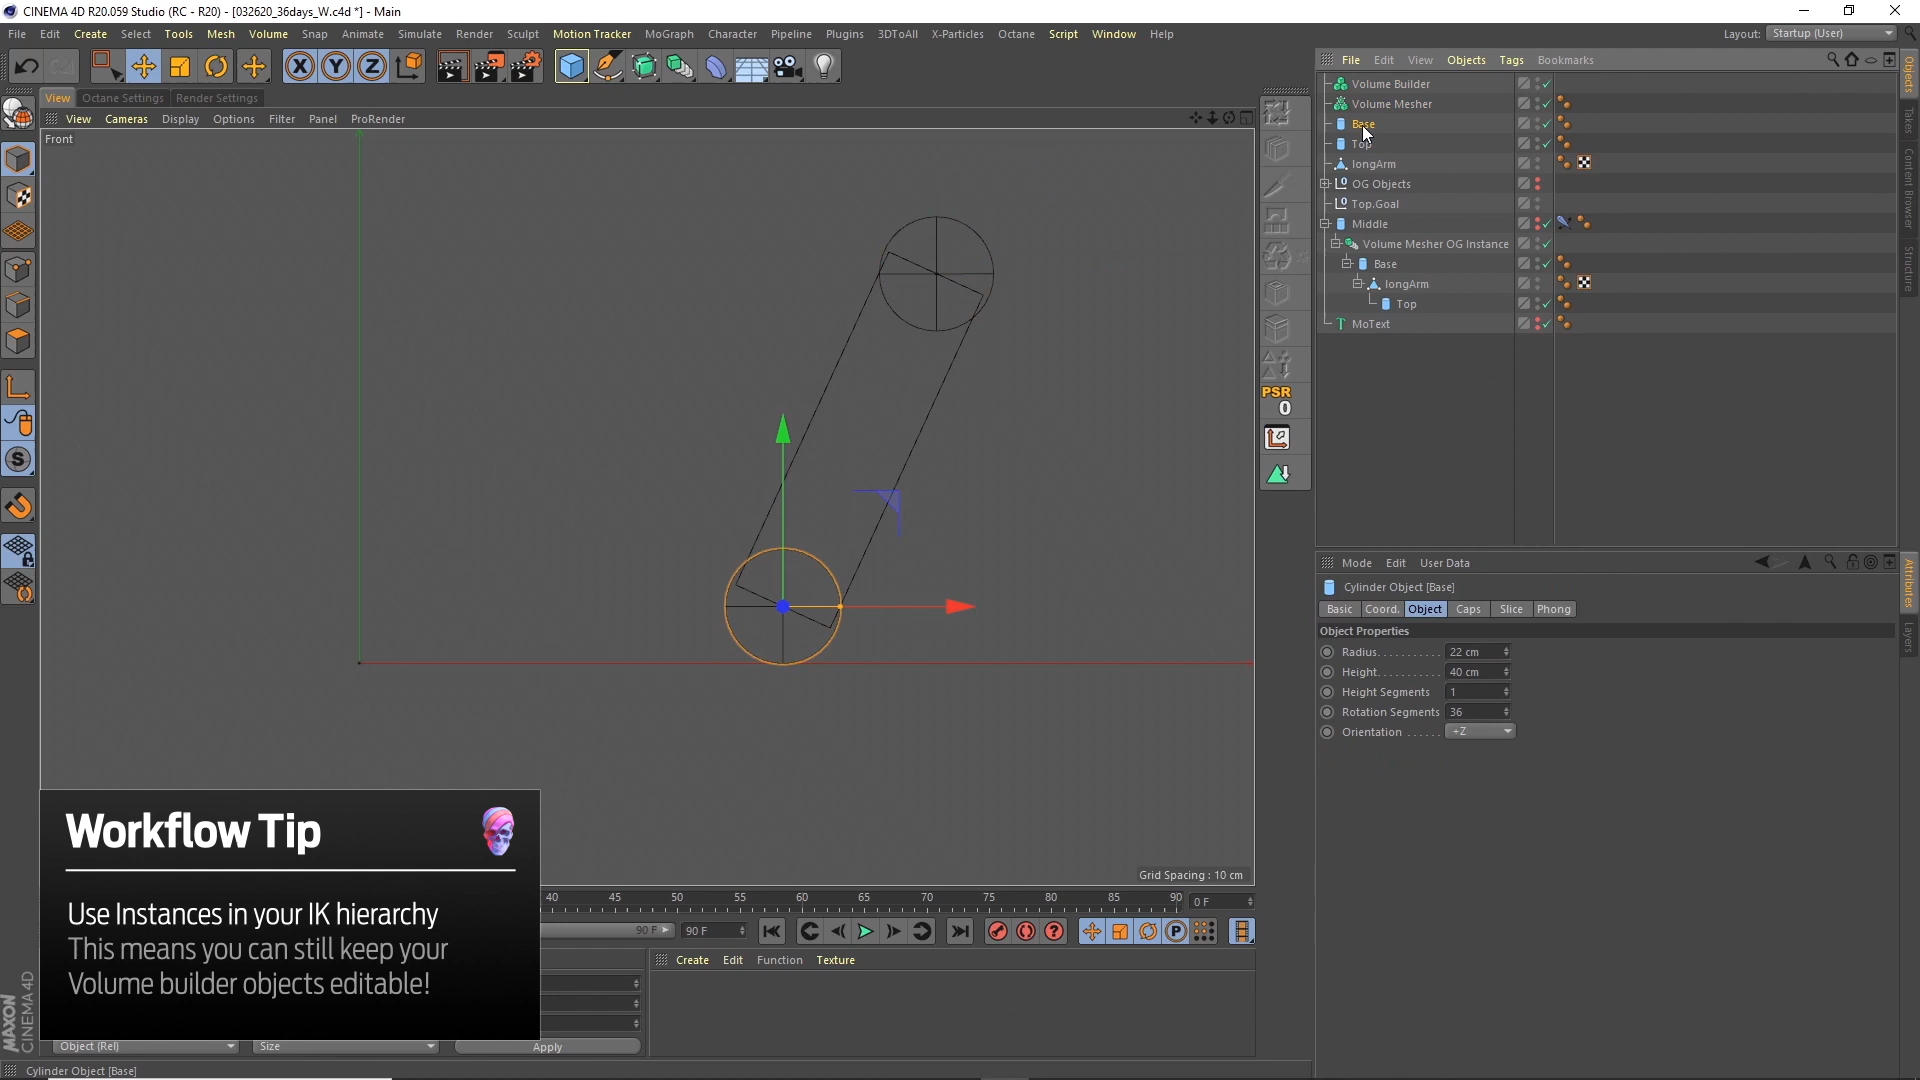 CINEMA 4D R20.059 Studio (RC - R20) - [032620_36days_W.c4d *] - Main
File Edit Create Select Tools Mesh Volume Snap Animate Simulate Render Sculpt Motion Tracker MoGraph Character Pipeline Plugins 3DToAll X-Particles Octane Script Window Help
Layout: Startup (User)
File Edit View Objects Tags Bookmarks
View Octane Settings Render Settings
View Cameras Display Options Filter Panel ProRender
Front
Volume Builder
Volume Mesher
Base
Top
longArm
OG Objects
Top.Goal
Middle
Volume Mesher OG Instance
Base
longArm
Top
MoText
Objects
Takes
Content Browser
Structure
PSR
0
Mode Edit User Data
Cylinder Object [Base]
Basic Coord. Object Caps Slice Phong
Object Properties
Radius........... 22 cm
Height........... 40 cm
Height Segments 1
Rotation Segments 36
Orientation ...... +Z
Attributes
Layers
Grid Spacing : 10 cm
Workflow Tip
Use Instances in your IK hierarchy
This means you can still keep your
Volume builder objects editable!
40 45 50 55 60 65 70 75 80 85 90 0 F
90 F 90 F
Create Edit Function Texture
Object (Rel) Size Apply
MAXON
CINEMA 4D
Cylinder Object [Base]